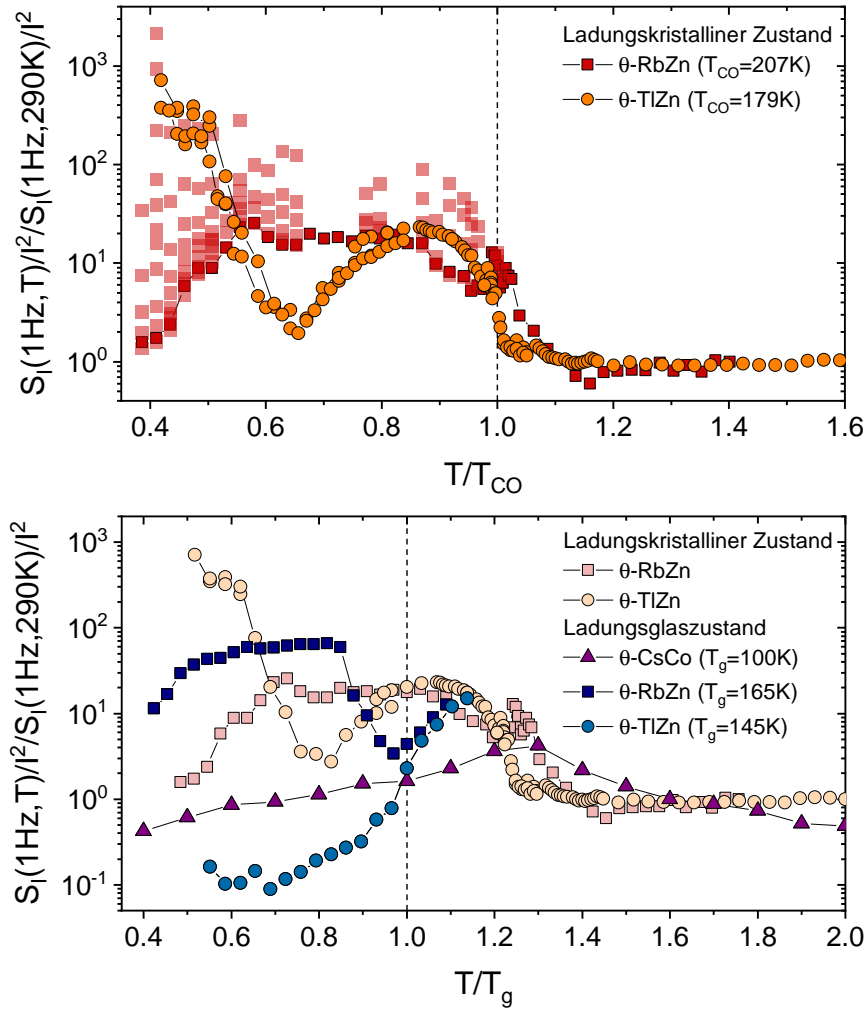 Ladungskristalliner Zustand
θ-RbZn (T_CO=207K)
θ-TlZn (T_CO=179K)
S_I(1Hz,T)/I²/S_I(1Hz,290K)/I²
10³
10²
10¹
10⁰
0.4 0.6 0.8 1.0 1.2 1.4 1.6
T/T_CO
Ladungskristalliner Zustand
θ-RbZn
θ-TlZn
Ladungsglaszustand
θ-CsCo (T_g=100K)
θ-RbZn (T_g=165K)
θ-TlZn (T_g=145K)
S_I(1Hz,T)/I²/S_I(1Hz,290K)/I²
10³
10²
10¹
10⁰
10⁻¹
0.4 0.6 0.8 1.0 1.2 1.4 1.6 1.8 2.0
T/T_g